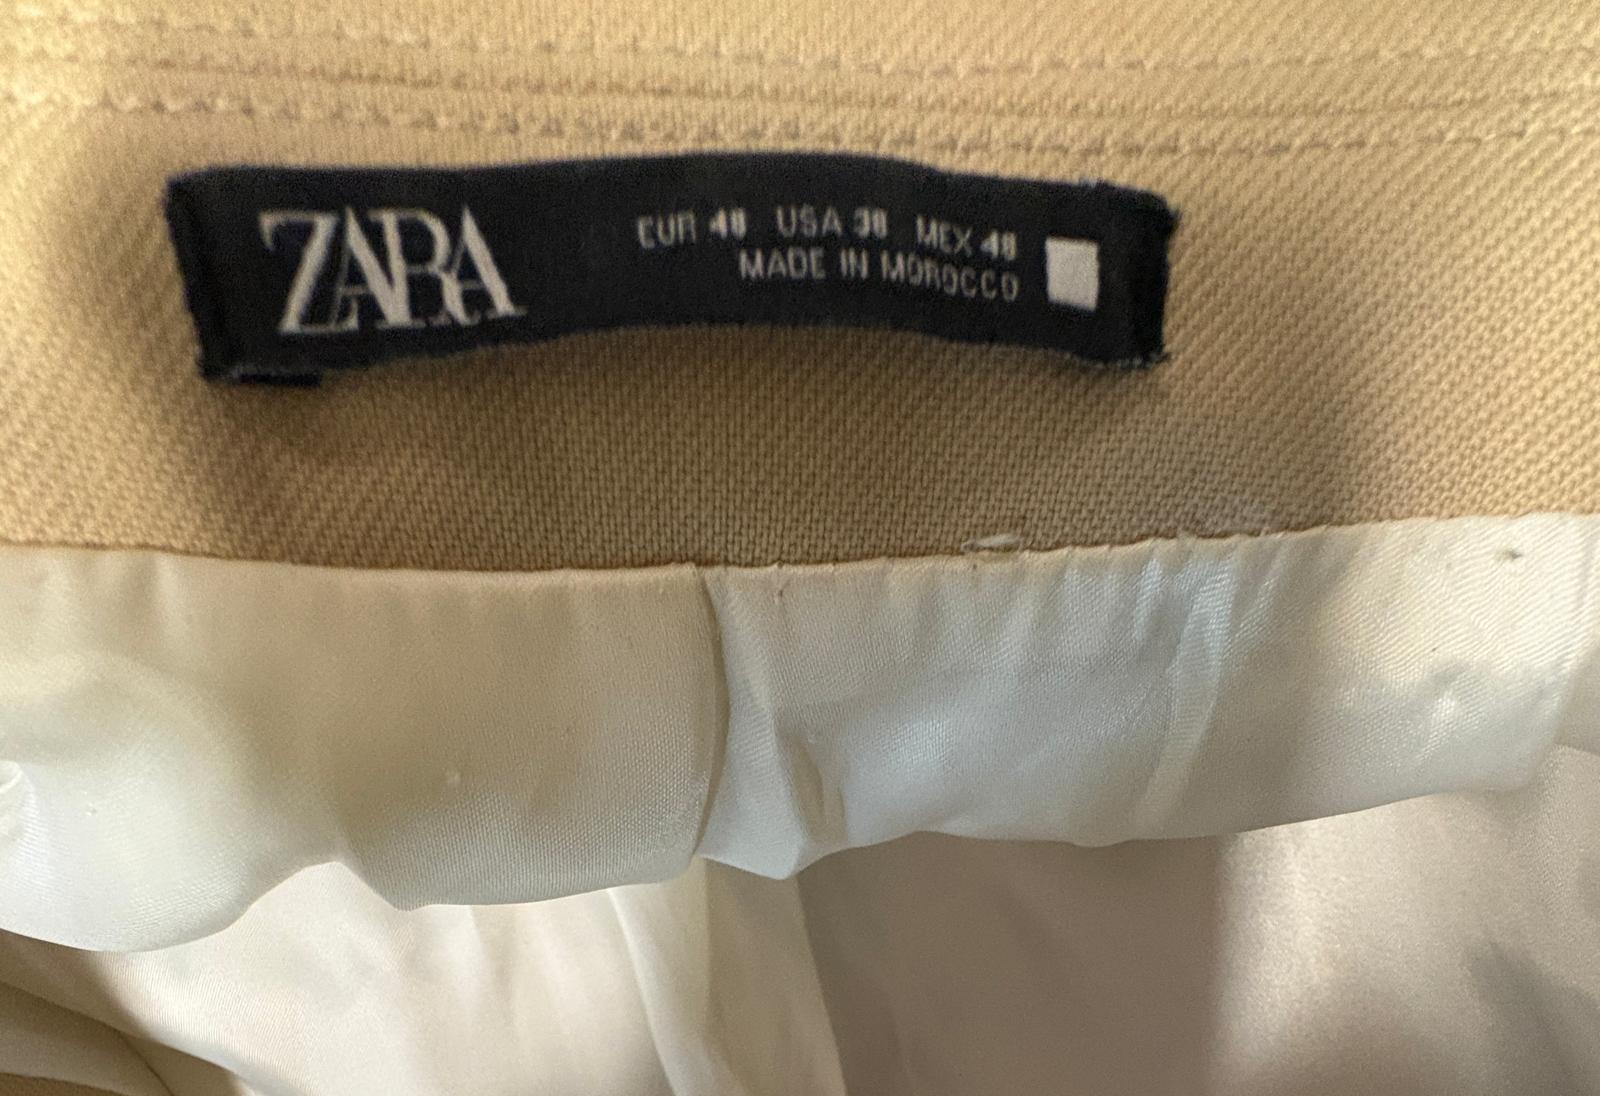 ZARA
EUR 48 USA 38 MEX 48
MADE IN MOROCCO